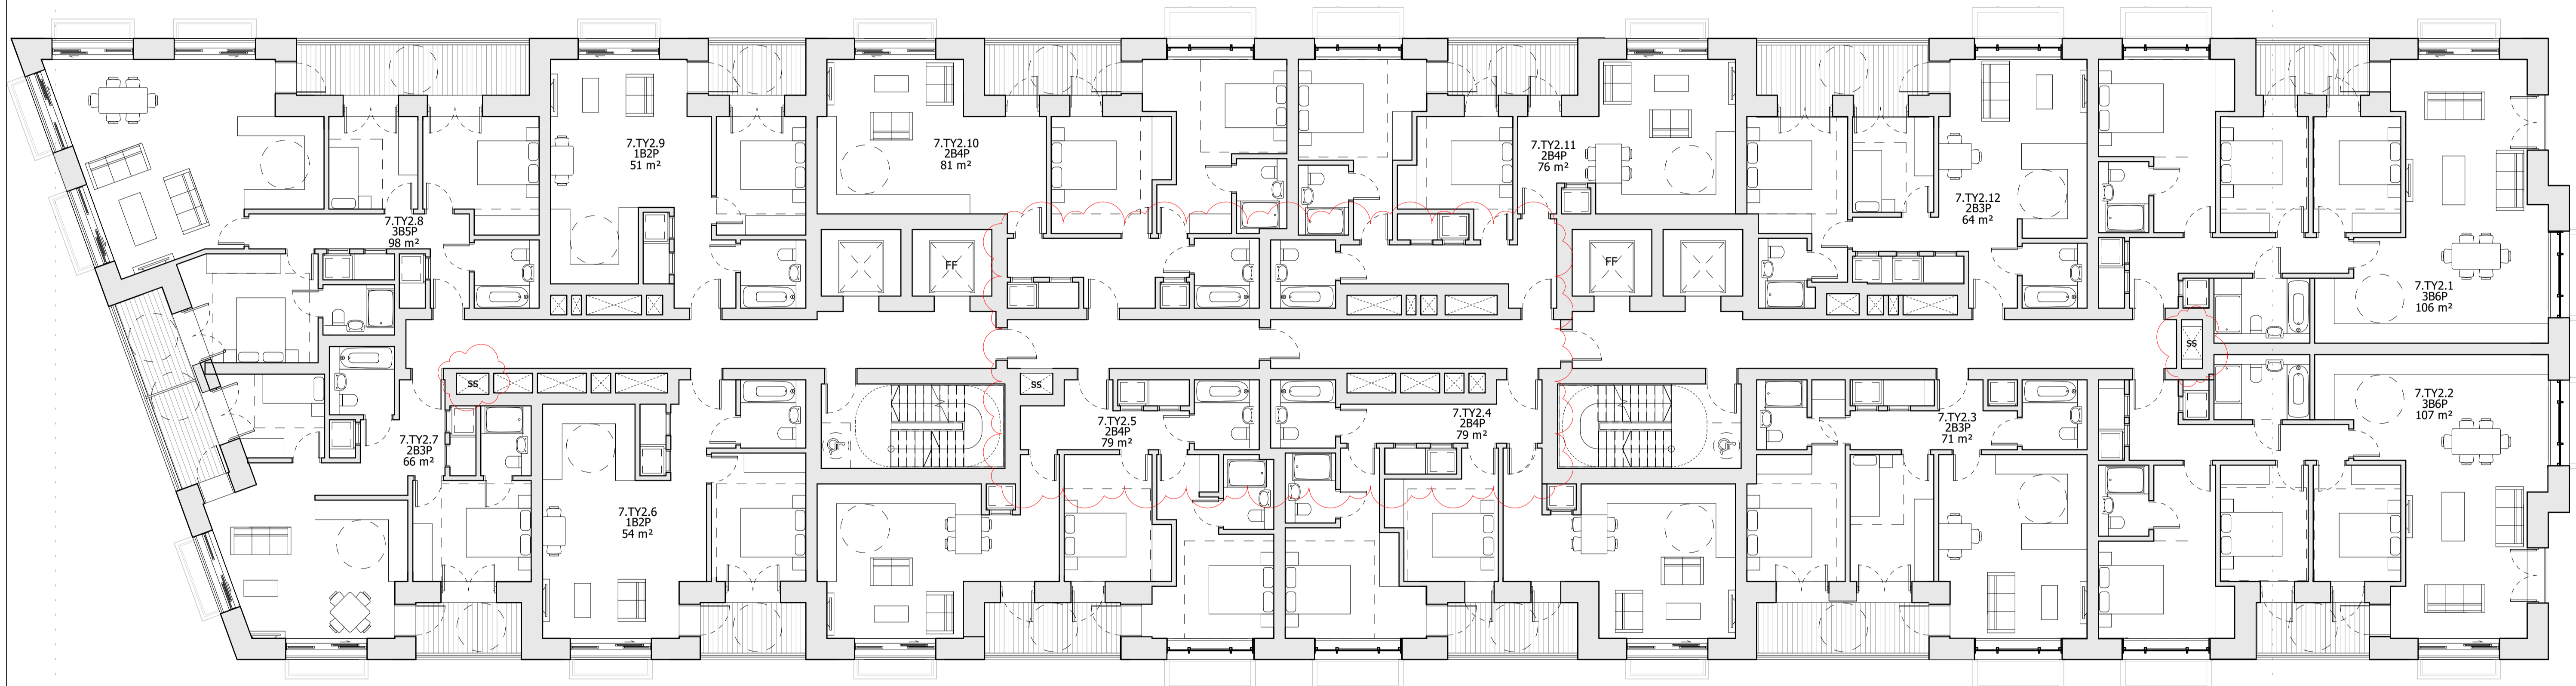 7.TY2.9
1B2P
51 m²
7.TY2.10
2B4P
81 m²
7.TY2.11
2B4P
76 m²
7.TY2.12
2B3P
64 m²
7.TY2.8
3B5P
98 m²
FF
FF
7.TY2.1
3B6P
106 m²
SS
SS
SS
7.TY2.7
2B3P
66 m²
7.TY2.5
2B4P
79 m²
7.TY2.4
2B4P
79 m²
7.TY2.3
2B3P
71 m²
7.TY2.2
3B6P
107 m²
7.TY2.6
1B2P
54 m²